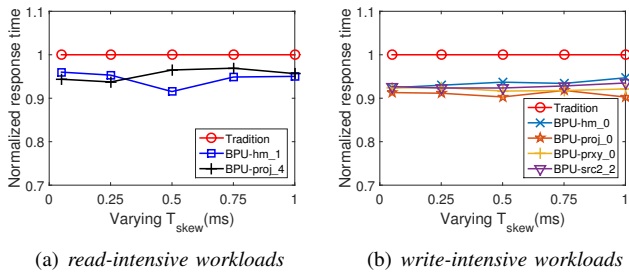 Normalized response time
1.1
1
0.9
0.8
0.7
0
0.25
0.5
0.75
1
Varying T_skew(ms)
Tradition
BPU-hm_1
BPU-proj_4
(a) read-intensive workloads
Normalized response time
1.1
1
0.9
0.8
0.7
0
0.25
0.5
0.75
1
Varying T_skew(ms)
Tradition
BPU-hm_0
BPU-proj_0
BPU-prxy_0
BPU-src2_2
(b) write-intensive workloads